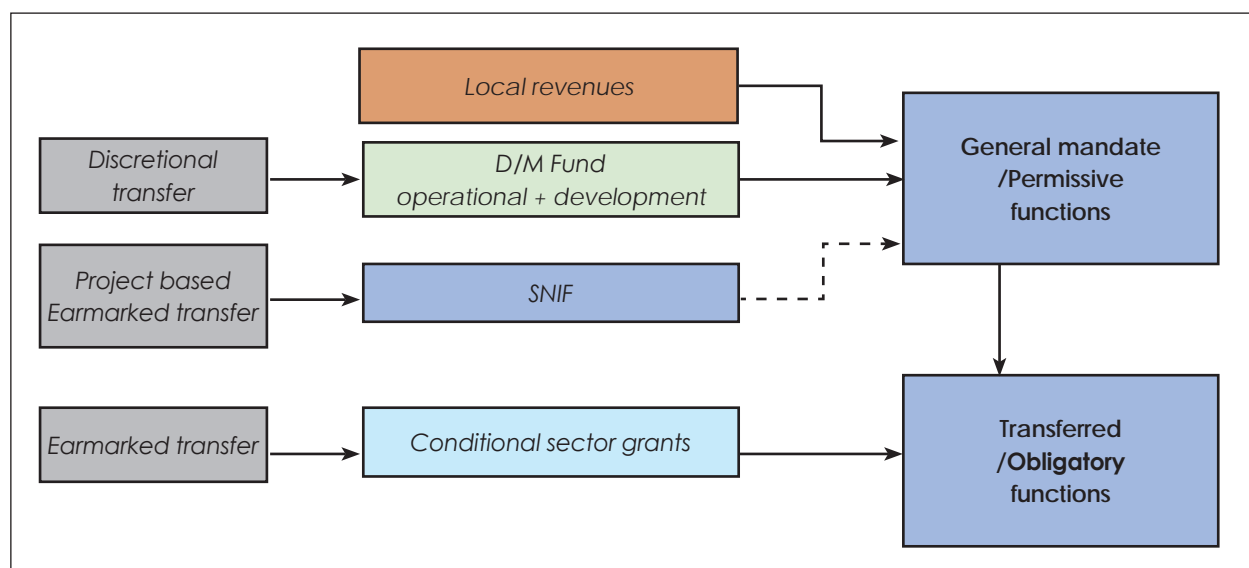 Local revenues
Discretional
transfer
D/M Fund
operational + development
General mandate
/Permissive
functions
Project based
Earmarked transfer
SNIF
Earmarked transfer
Conditional sector grants
Transferred
/Obligatory
functions